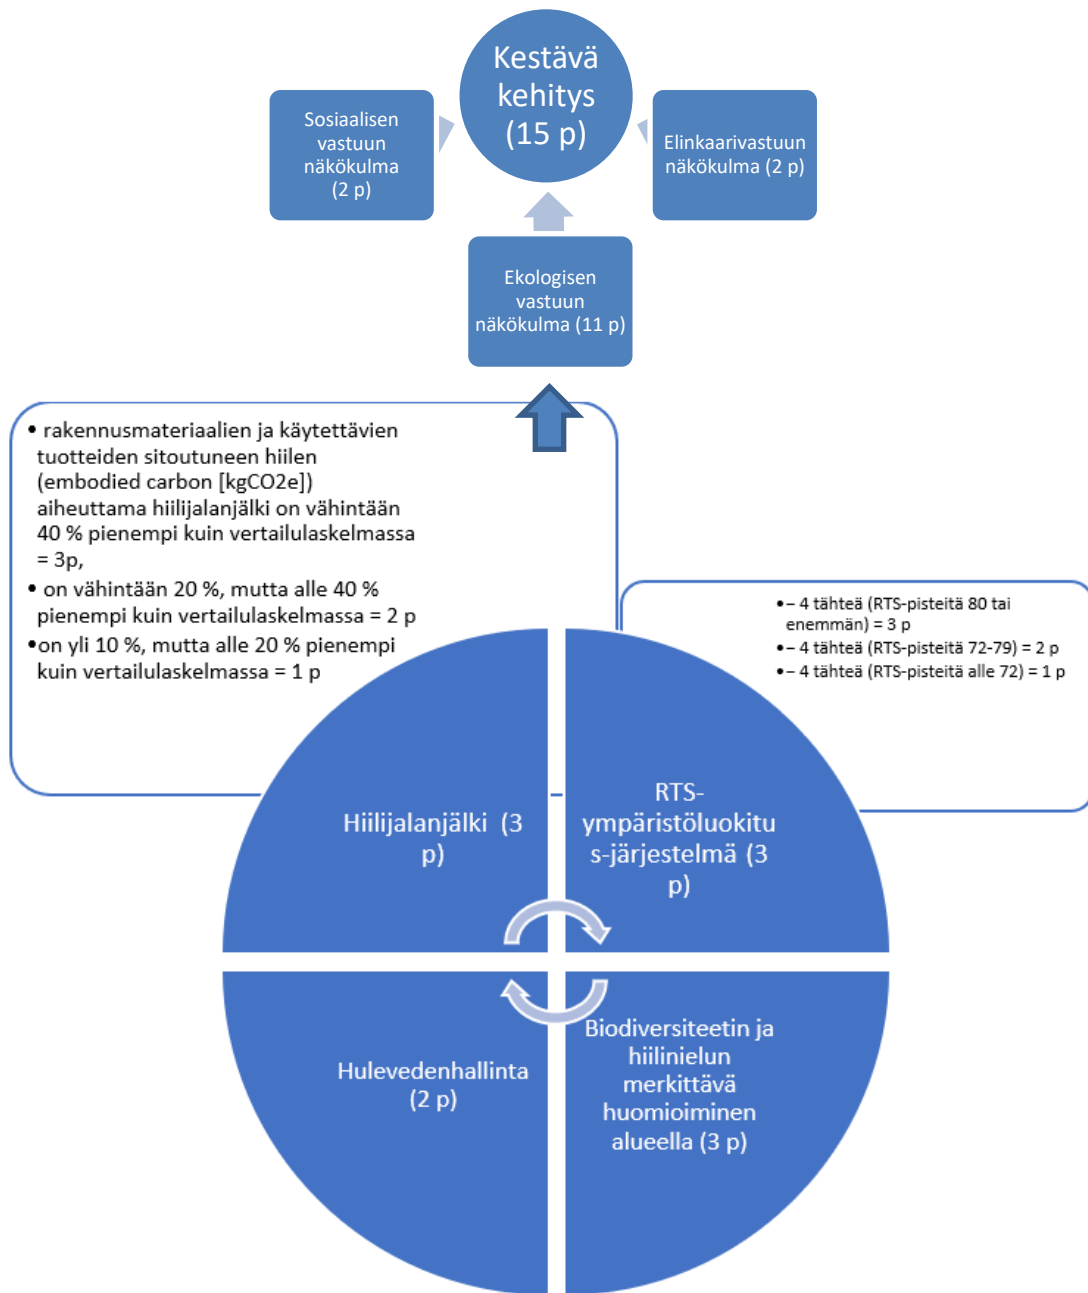 Kestävä
kehitys
(15 p)
Sosiaalisen
vastuun
näkökulma
(2 p)
Elinkaarivastuun
näkökulma (2 p)
Ekologisen
vastuun
näkökulma (11 p)
• rakennusmateriaalien ja käytettävien
tuotteiden sitoutuneen hiilen
(embodied carbon [kgCO2e])
aiheuttama hiilijalanjälki on vähintään
40 % pienempi kuin vertailulaskelmassa
= 3p,
• on vähintään 20 %, mutta alle 40 %
pienempi kuin vertailulaskelmassa = 2 p
•on yli 10 %, mutta alle 20 % pienempi
kuin vertailulaskelmassa = 1 p
•– 4 tähteä (RTS-pisteitä 80 tai
enemmän) = 3 p
•– 4 tähteä (RTS-pisteitä 72-79) = 2 p
•– 4 tähteä (RTS-pisteitä alle 72) = 1 p
Hiilijalanjälki (3
p)
RTS-
ympäristöluokitu
s-järjestelmä (3
p)
Hulevedenhallinta
(2 p)
Biodiversiteetin ja
hiilinielun
merkittävä
huomioiminen
alueella (3 p)